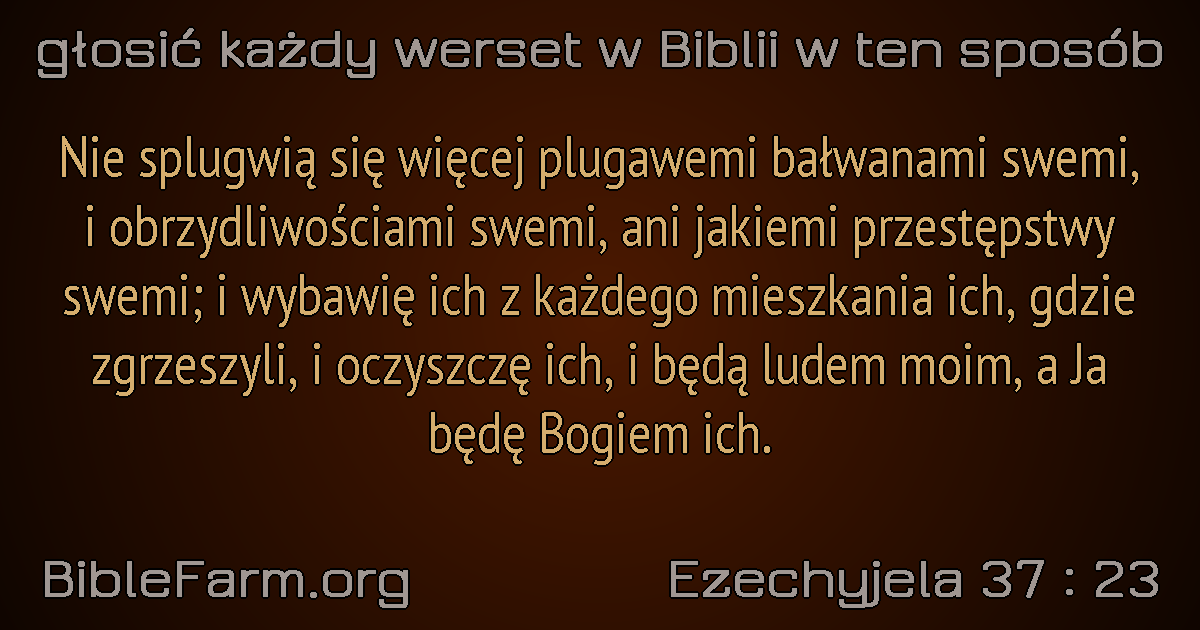 głosić każdy werset w Biblii w ten sposób
Nie splugwią się więcej plugawemi bałwanami swemi,
i obrzydliwościami swemi, ani jakiemi przestępstwy
swemi; i wybawię ich z każdego mieszkania ich, gdzie
zgrzeszyli, i oczyszczę ich, i będą ludem moim, a Ja
będę Bogiem ich.
BibleFarm.org
Ezechyjela 37 : 23